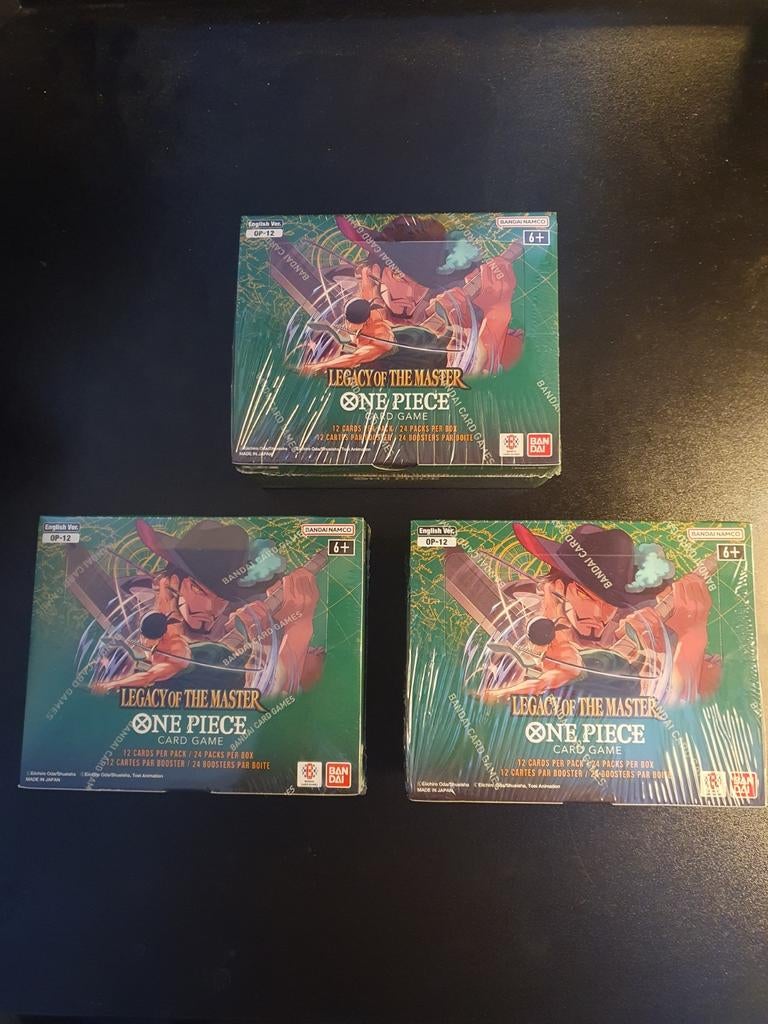 English Ver.
OP-12
BANDAI NAMCO
6+
BANDAI CARD GAMES
LEGACY OF THE MASTER
ONE PIECE
CARD GAME
12 CARDS PER PACK / 24 PACKS PER BOX
12 CARTES PAR BOOSTER - 24 BOOSTERS PAR BOITE
©Eiichiro Oda/Shueisha ©Eiichiro Oda/Shueisha, Toei Animation
MADE IN JAPAN
BAN
DAI
BANDAI
English Ver.
OP-12
BANDAI NAMCO
6+
BANDAI CARD GAMES
LEGACY OF THE MASTER
ONE PIECE
CARD GAME
12 CARDS PER PACK / 24 PACKS PER BOX
12 CARTES PAR BOOSTER / 24 BOOSTERS PAR BOITE
©Eiichiro Oda/Shueisha ©Eiichiro Oda/Shueisha, Toei Animation
MADE IN JAPAN
BAN
DAI
English Ver.
OP-12
BANDAI NAMCO
6+
BANDAI CARD
LEGACY OF THE MASTER
ONE PIECE
CARD GAME
12 CARDS PER PACK / 24 PACKS PER BOX
12 CARTES PAR BOOSTER / 24 BOOSTERS PAR BOITE
©Eiichiro Oda/Shueisha ©Eiichiro Oda/Shueisha, Toei Animation
MADE IN JAPAN
BAN
DAI